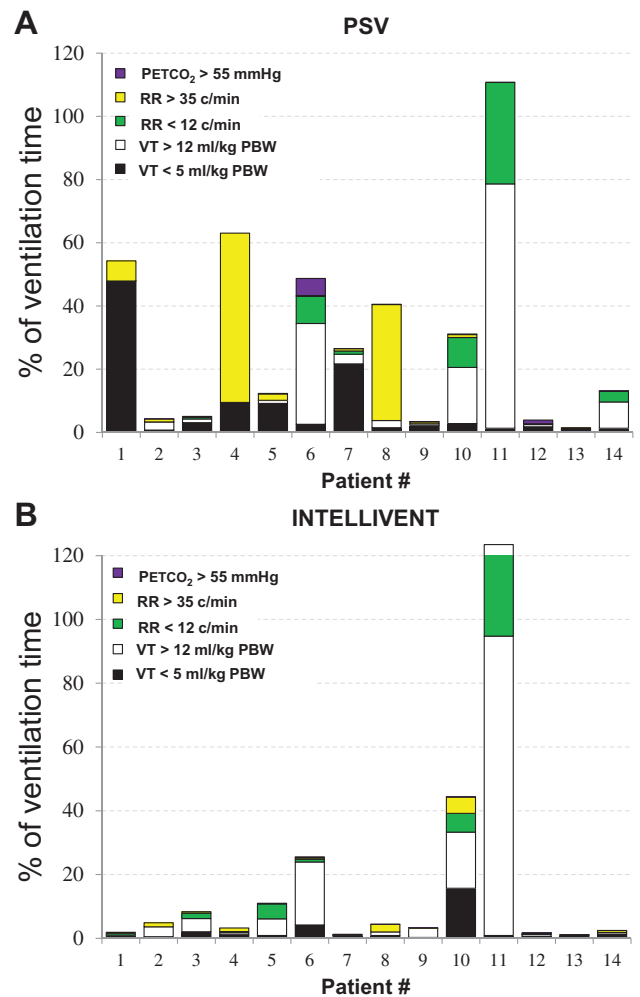 A
PSV
% of ventilation time
120
100
80
60
40
20
0
PETCO2 > 55 mmHg
RR > 35 c/min
RR < 12 c/min
VT > 12 ml/kg PBW
VT < 5 ml/kg PBW
1 2 3 4 5 6 7 8 9 10 11 12 13 14
Patient #
B
INTELLIVENT
% of ventilation time
120
100
80
60
40
20
0
PETCO2 > 55 mmHg
RR > 35 c/min
RR < 12 c/min
VT > 12 ml/kg PBW
VT < 5 ml/kg PBW
1 2 3 4 5 6 7 8 9 10 11 12 13 14
Patient #